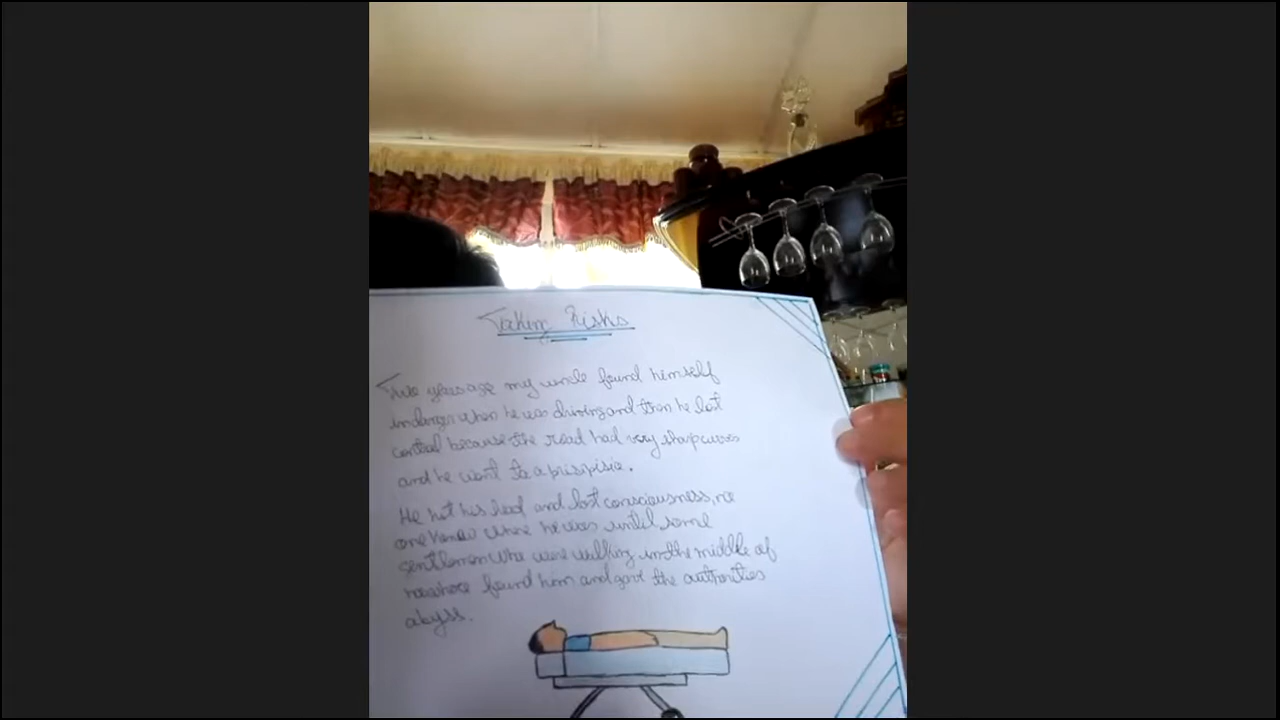 Taking Risks
Two years ago my uncle found himself
in danger when he was driving and then he lost
control because the road had very sharp curves
and he went to a prisipisio.
He hot his head and lost consciousness, no
one knew where he was until some
gentlemen who were walking in the middle of
nowhere found him and gave the authorities
abyss.